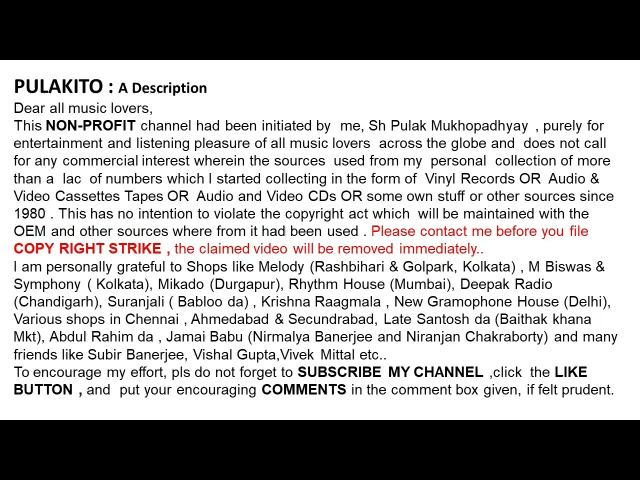 PULAKITO : A Description
Dear all music lovers,
This NON-PROFIT channel had been initiated by me, Sh Pulak Mukhopadhyay , purely for
entertainment and listening pleasure of all music lovers across the globe and does not call
for any commercial interest wherein the sources used from my personal collection of more
than a lac of numbers which I started collecting in the form of Vinyl Records OR Audio &
Video Cassettes Tapes OR Audio and Video CDs OR some own stuff or other sources since
1980 . This has no intention to violate the copyright act which will be maintained with the
OEM and other sources where from it had been used . Please contact me before you file
COPY RIGHT STRIKE , the claimed video will be removed immediately..
I am personally grateful to Shops like Melody (Rashbihari & Golpark, Kolkata) , M Biswas &
Symphony ( Kolkata), Mikado (Durgapur), Rhythm House (Mumbai), Deepak Radio
(Chandigarh), Suranjali ( Babloo da) , Krishna Raagmala , New Gramophone House (Delhi),
Various shops in Chennai , Ahmedabad & Secundrabad, Late Santosh da (Baithak khana
Mkt), Abdul Rahim da , Jamai Babu (Nirmalya Banerjee and Niranjan Chakraborty) and many
friends like Subir Banerjee, Vishal Gupta,Vivek Mittal etc..
To encourage my effort, pls do not forget to SUBSCRIBE MY CHANNEL ,click the LIKE
BUTTON , and put your encouraging COMMENTS in the comment box given, if felt prudent.